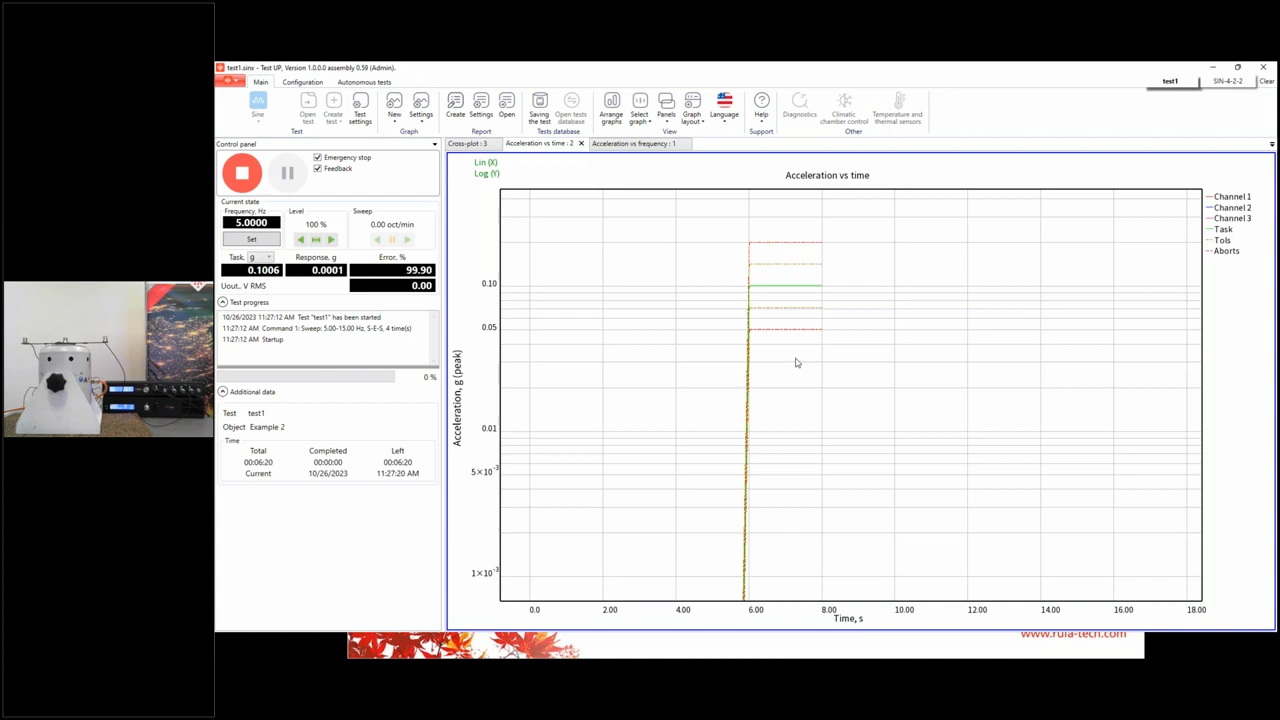 test1.sinx - Test UP, Version 1.0.0.0 assembly 0.59 (Admin).
Main Configuration Autonomous tests
test1 SIN-4-2-2 Clear
Sine
Open test
Create test
Test settings
New
Settings
Create
Settings
Open
Saving the test
Open tests database
Arrange graphs
Select graph
Panels
Graph layout
Language
Help
Diagnostics
Climatic chamber control
Temperature and thermal sensors
Test Graph Report Tests database View Support Other
Control panel
Cross-plot : 3 Acceleration vs time : 2 Acceleration vs frequency : 1
Emergency stop
Feedback
Current state
Frequency, Hz Level Sweep
5.0000 100 % 0.00 oct/min
Set
Task, g Response, g Error, %
0.1006 0.0001 99.90
Uout., V RMS 0.00
Test progress
10/26/2023 11:27:12 AM Test "test1" has been started
11:27:12 AM Command 1: Sweep: 5.00-15.00 Hz, S-E-S, 4 time(s)
11:27:12 AM Startup
0 %
Additional data
Test test1
Object Example 2
Time
Total Completed Left
00:06:20 00:00:00 00:06:20
Current 10/26/2023 11:27:20 AM
Lin (X)
Log (Y)
Acceleration vs time
Channel 1
Channel 2
Channel 3
Task
Tols
Aborts
Acceleration, g (peak)
0.10
0.05
0.01
5×10⁻³
1×10⁻³
0.0 2.00 4.00 6.00 8.00 10.00 12.00 14.00 16.00 18.00
Time, s
www.rula-tech.com